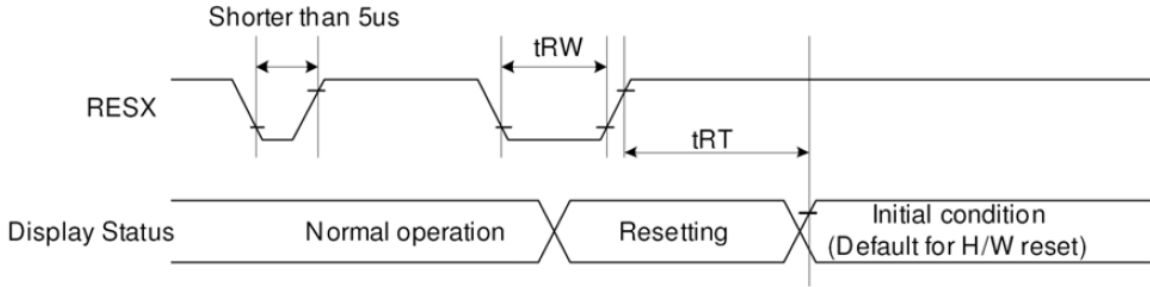 Shorter than 5us
tRW
RESX
tRT
Display Status
Normal operation
Resetting
Initial condition
(Default for H/W reset)